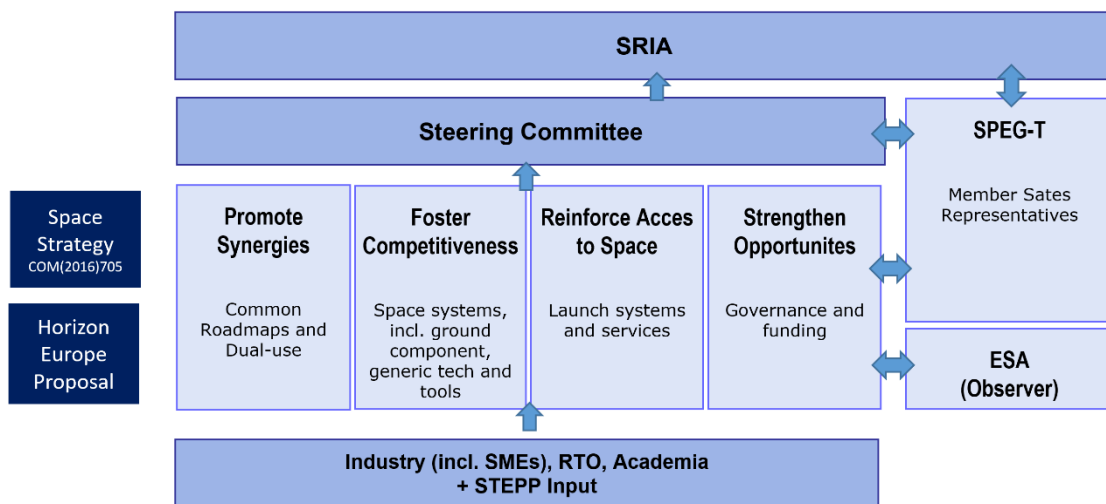 SRIA
Steering Committee
SPEG-T
Member Sates
Representatives
Space
Strategy
COM(2016)705
Horizon
Europe
Proposal
Promote
Synergies
Common
Roadmaps and
Dual-use
Foster
Competitiveness
Space systems,
incl. ground
component,
generic tech and
tools
Reinforce Acces
to Space
Launch systems
and services
Strengthen
Opportunites
Governance and
funding
ESA
(Observer)
Industry (incl. SMEs), RTO, Academia
+ STEPP Input